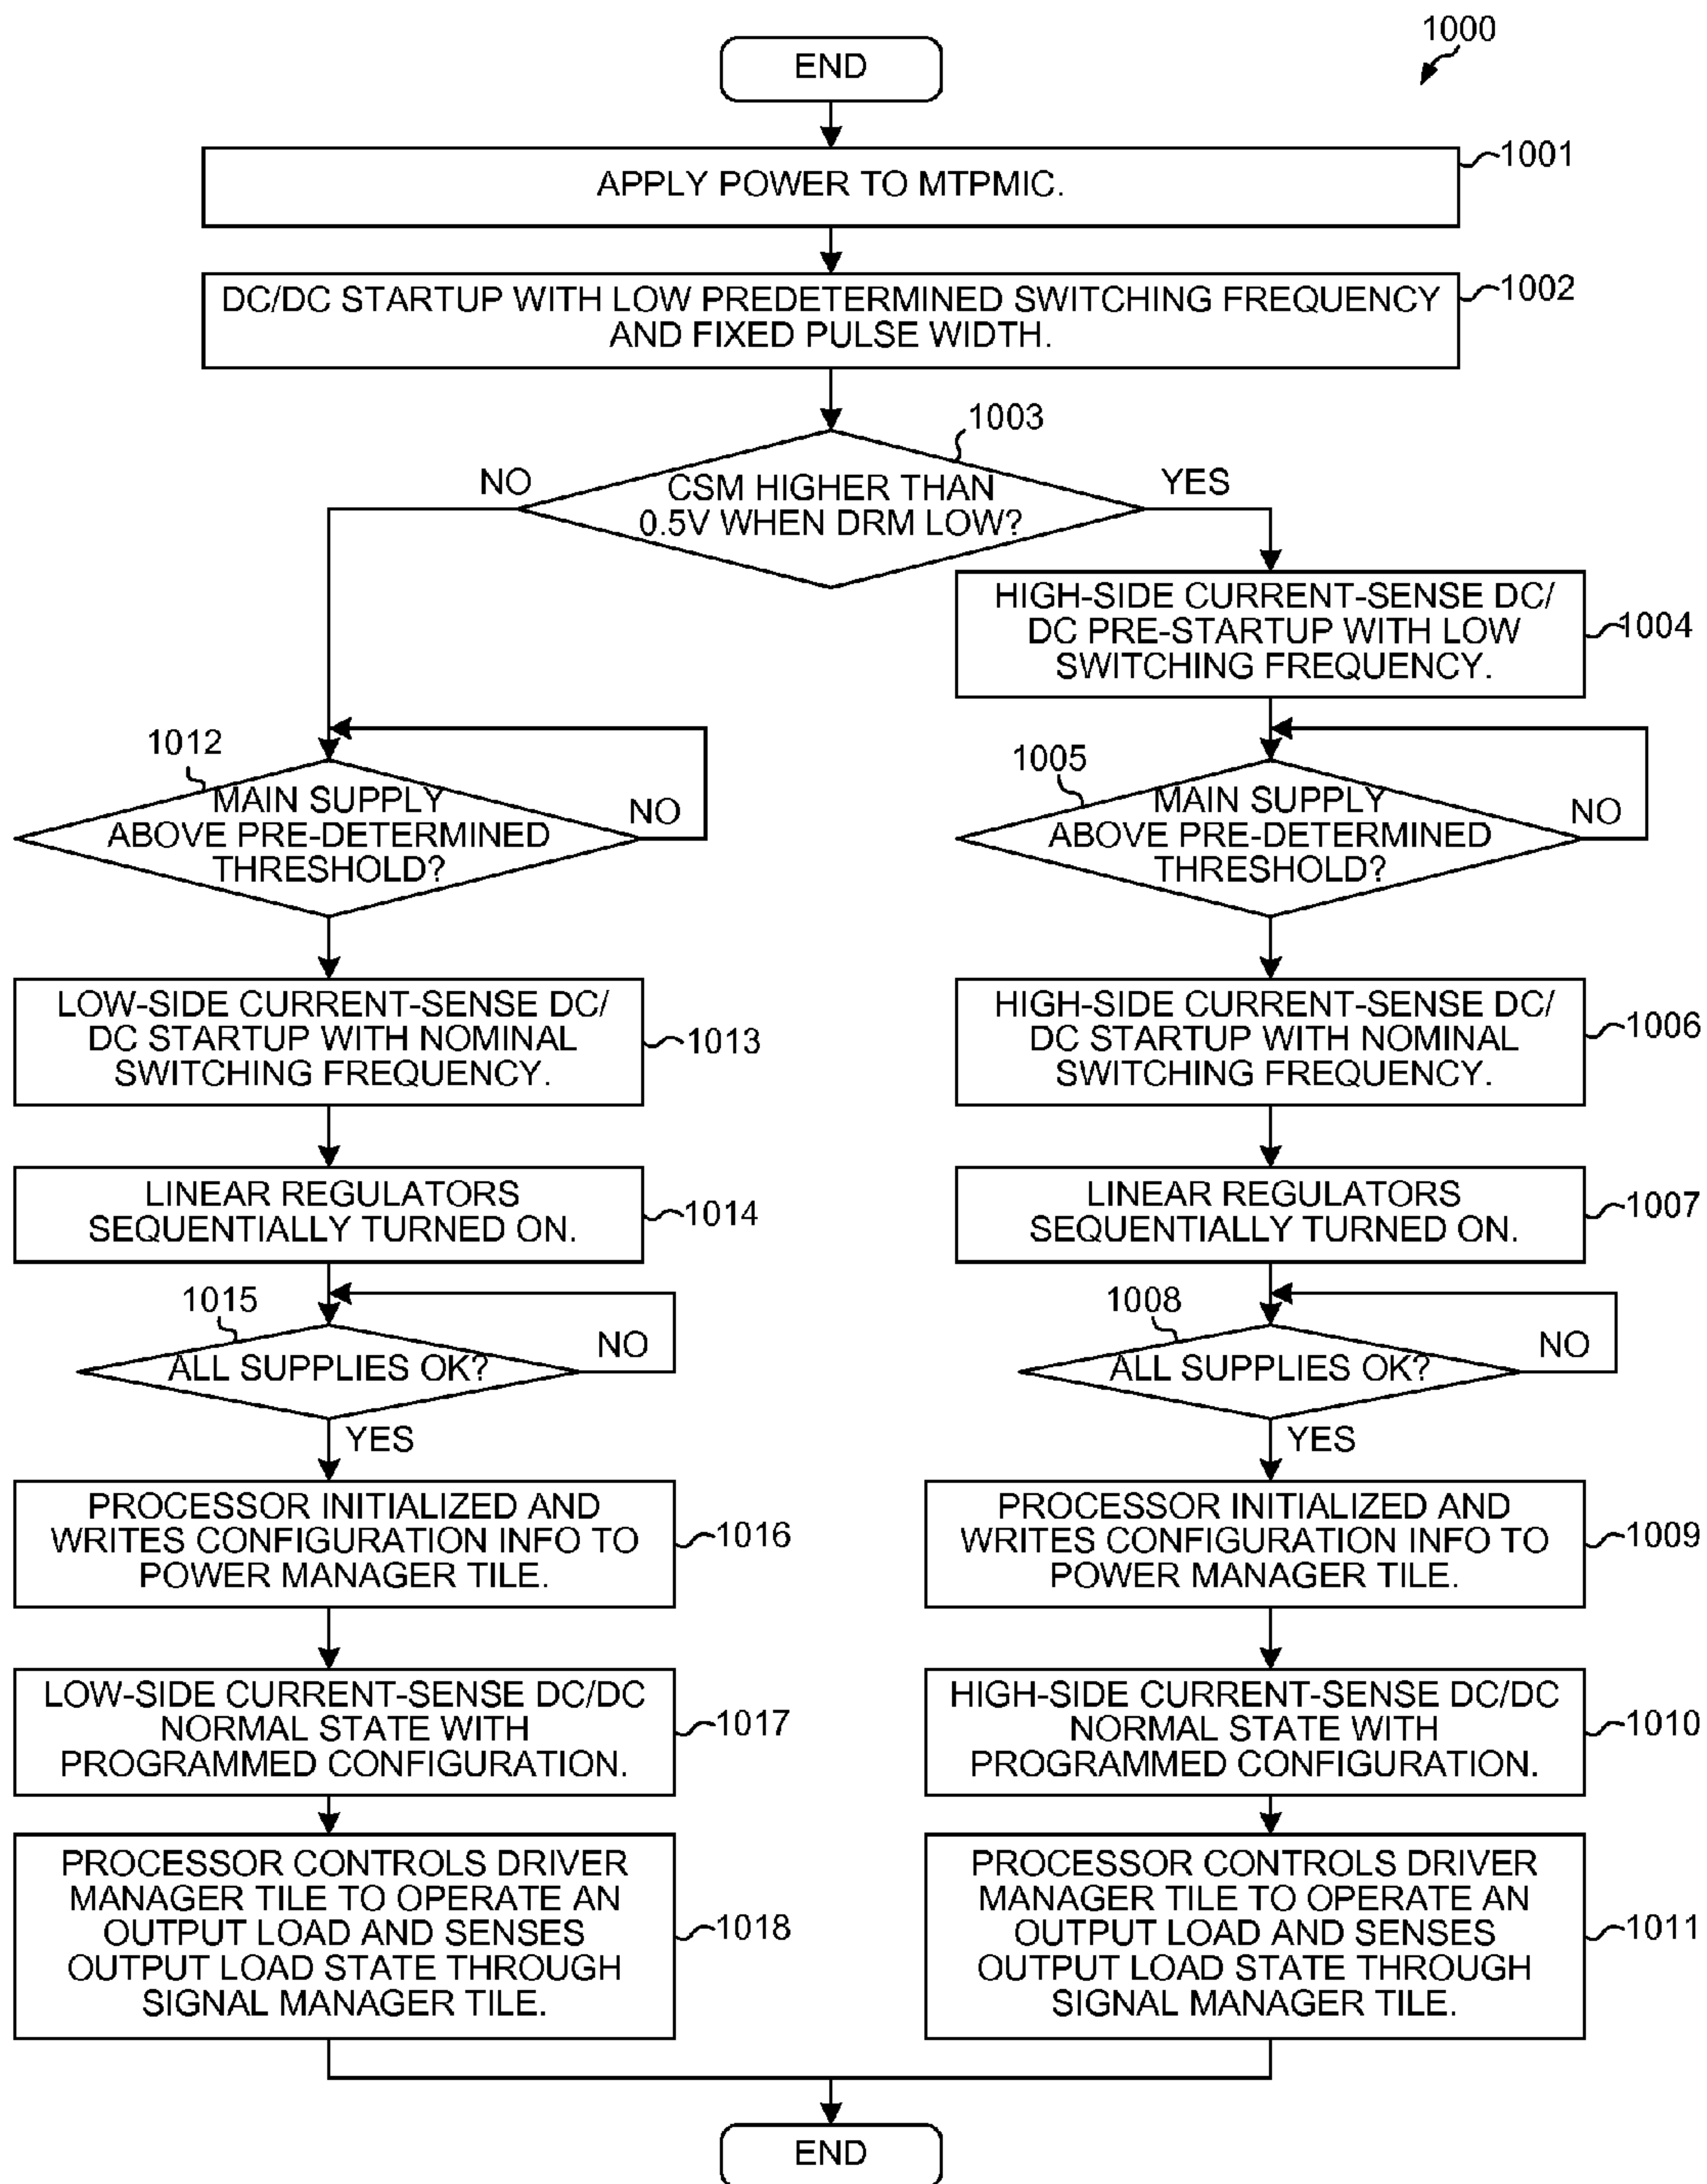 1000
END
APPLY POWER TO MTPMIC.
1001
DC/DC STARTUP WITH LOW PREDETERMINED SWITCHING FREQUENCY
AND FIXED PULSE WIDTH.
1002
1003
NO
CSM HIGHER THAN
0.5V WHEN DRM LOW?
YES
HIGH-SIDE CURRENT-SENSE DC/
DC PRE-STARTUP WITH LOW
SWITCHING FREQUENCY.
1004
1012
MAIN SUPPLY
ABOVE PRE-DETERMINED
THRESHOLD?
NO
1005
MAIN SUPPLY
ABOVE PRE-DETERMINED
THRESHOLD?
NO
LOW-SIDE CURRENT-SENSE DC/
DC STARTUP WITH NOMINAL
SWITCHING FREQUENCY.
1013
HIGH-SIDE CURRENT-SENSE DC/
DC STARTUP WITH NOMINAL
SWITCHING FREQUENCY.
1006
LINEAR REGULATORS
SEQUENTIALLY TURNED ON.
1014
LINEAR REGULATORS
SEQUENTIALLY TURNED ON.
1007
1015
ALL SUPPLIES OK?
NO
YES
1008
ALL SUPPLIES OK?
NO
YES
PROCESSOR INITIALIZED AND
WRITES CONFIGURATION INFO TO
POWER MANAGER TILE.
1016
PROCESSOR INITIALIZED AND
WRITES CONFIGURATION INFO TO
POWER MANAGER TILE.
1009
LOW-SIDE CURRENT-SENSE DC/DC
NORMAL STATE WITH
PROGRAMMED CONFIGURATION.
1017
HIGH-SIDE CURRENT-SENSE DC/DC
NORMAL STATE WITH
PROGRAMMED CONFIGURATION.
1010
PROCESSOR CONTROLS DRIVER
MANAGER TILE TO OPERATE AN
OUTPUT LOAD AND SENSES
OUTPUT LOAD STATE THROUGH
SIGNAL MANAGER TILE.
1018
PROCESSOR CONTROLS DRIVER
MANAGER TILE TO OPERATE AN
OUTPUT LOAD AND SENSES
OUTPUT LOAD STATE THROUGH
SIGNAL MANAGER TILE.
1011
END